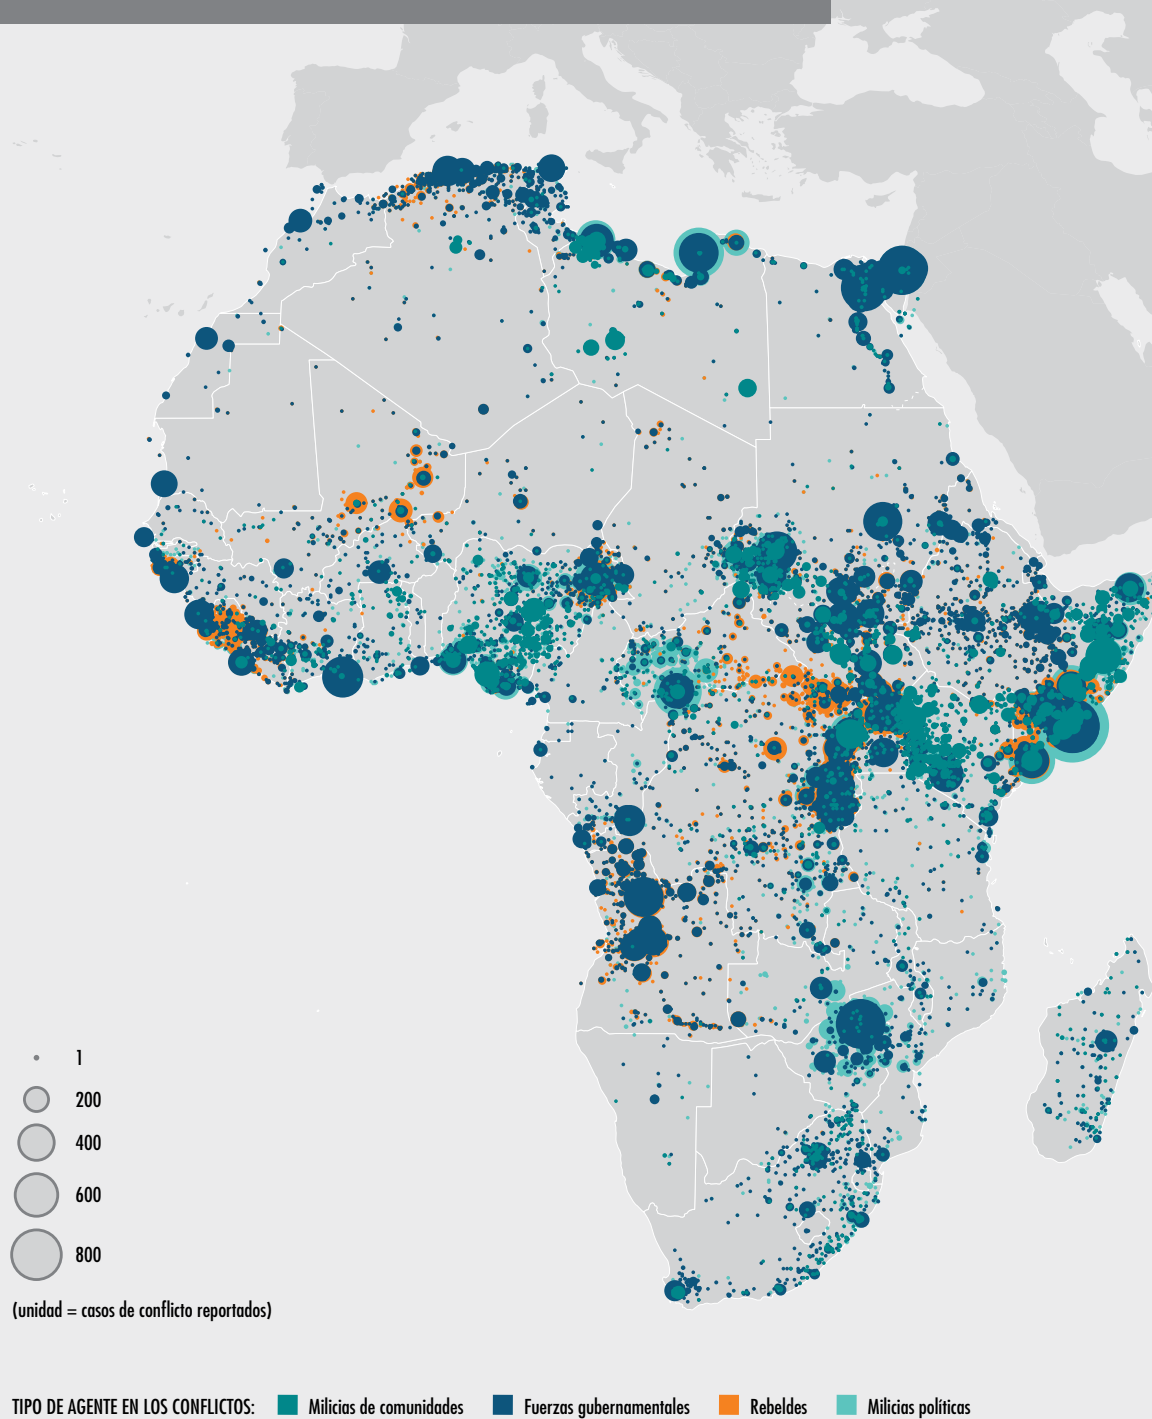 1
200
400
600
800
(unidad = casos de conflicto reportados)
TIPO DE AGENTE EN LOS CONFLICTOS: Milicias de comunidades Fuerzas gubernamentales Rebeldes Milicias políticas